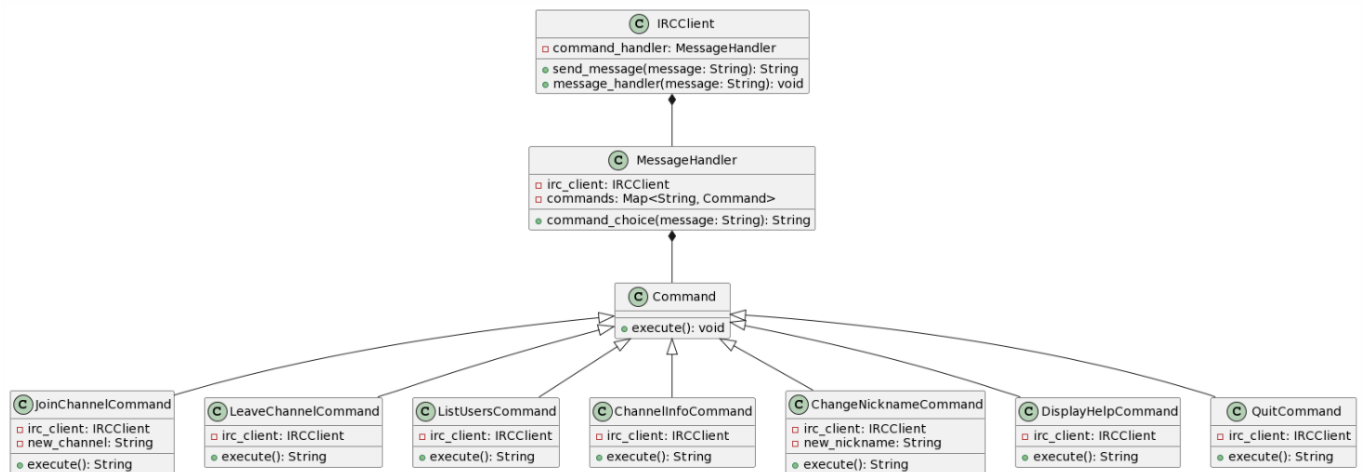 C IRCClient
command_handler: MessageHandler
send_message(message: String): String
message_handler(message: String): void
C MessageHandler
irc_client: IRCClient
commands: Map<String, Command>
command_choice(message: String): String
C Command
execute(): void
C JoinChannelCommand
irc_client: IRCClient
new_channel: String
execute(): String
C LeaveChannelCommand
irc_client: IRCClient
execute(): String
C ListUsersCommand
irc_client: IRCClient
execute(): String
C ChannelInfoCommand
irc_client: IRCClient
execute(): String
C ChangeNicknameCommand
irc_client: IRCClient
new_nickname: String
execute(): String
C DisplayHelpCommand
irc_client: IRCClient
execute(): String
C QuitCommand
irc_client: IRCClient
execute(): String